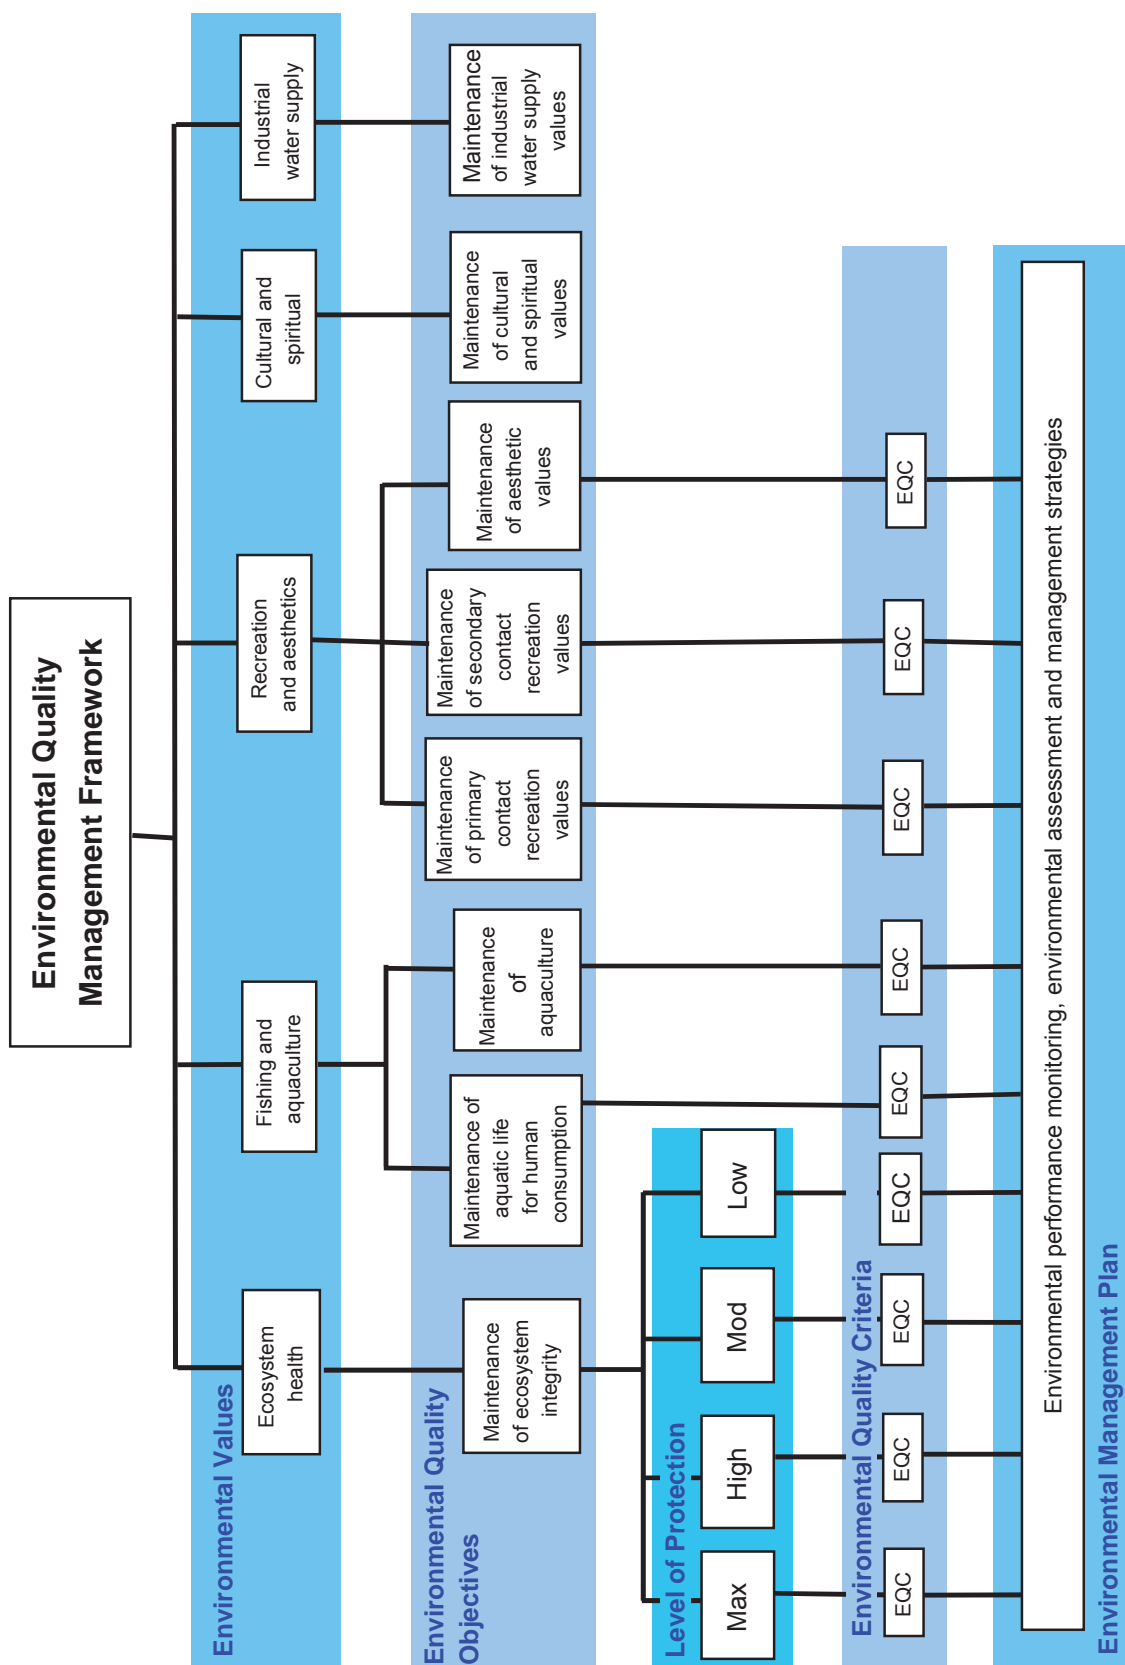 Environmental Quality
Management Framework
Environmental Values
Ecosystem
health
Fishing and
aquaculture
Recreation
and aesthetics
Cultural and
spiritual
Industrial
water supply
Environmental Quality
Objectives
Maintenance
of ecosystem
integrity
Maintenance of
aquatic life
for human
consumption
Maintenance
of
aquaculture
Maintenance
of primary
contact
recreation
values
Maintenance
of secondary
contact
recreation
values
Maintenance
of aesthetic
values
Maintenance
of cultural
and spiritual
values
Maintenance
of industrial
water supply
values
Level of Protection
Max
High
Mod
Low
Environmental Quality Criteria
EQC
EQC
EQC
EQC
EQC
EQC
EQC
EQC
EQC
Environmental performance monitoring, environmental assessment and management strategies
Environmental Management Plan